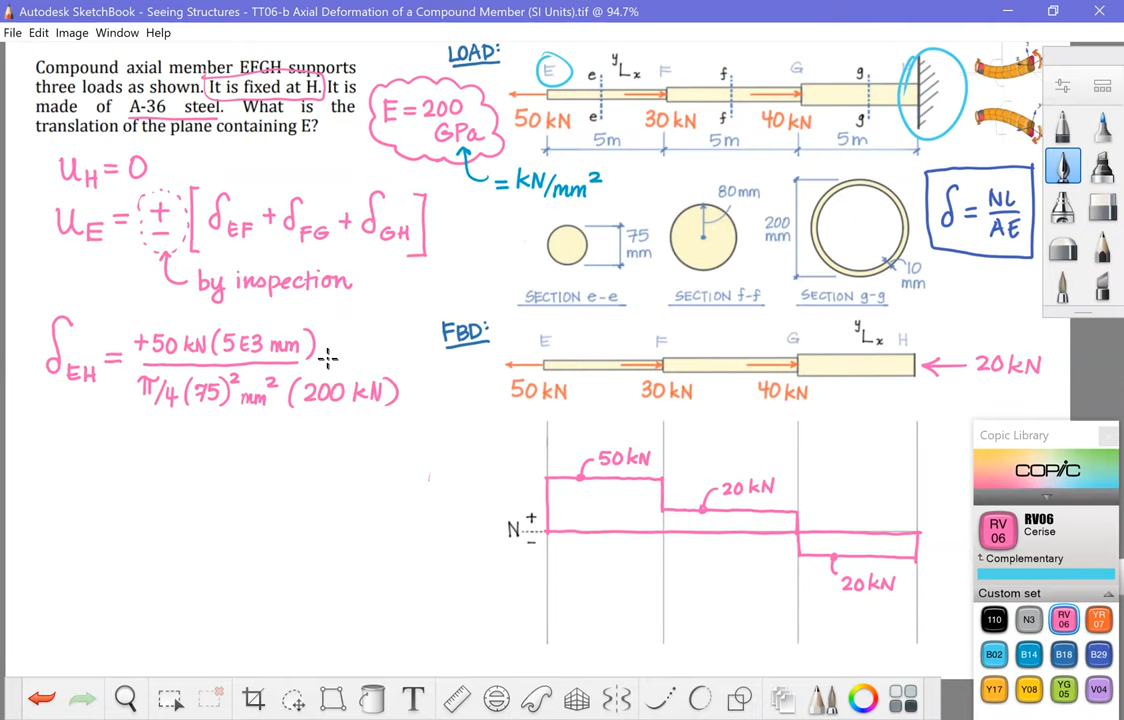 Autodesk SketchBook - Seeing Structures - TT06-b Axial Deformation of a Compound Member (SI Units).tif @ 94.7%
File Edit Image Window Help
Compound axial member EFGH supports
three loads as shown. It is fixed at H. It is
made of A-36 steel. What is the
translation of the plane containing E?
LOAD:
E = 200
GPa
= kN/mm²
E F G
y
x
e f g
e f g
50 kN 30 kN 40 kN
5m 5m 5m
u_H = 0
u_E = ± [δ_EF + δ_FG + δ_GH]
by inspection
δ = NL/AE
75
mm
80mm
200
mm
10
mm
SECTION e-e SECTION f-f SECTION g-g
δ_EH = +50 kN (5E3 mm)
π/4 (75)² mm² (200 kN)
FBD:
E F G H
y
x
50 kN 30 kN 40 kN
20 kN
50 kN
20 kN
N + -
20 kN
Copic Library
COPIC
RV
06
RV06
Cerise
Complementary
Custom set
110 N3 RV 06 YR 07
B02 B14 B18 B29
Y17 Y08 YG 05 V04
T